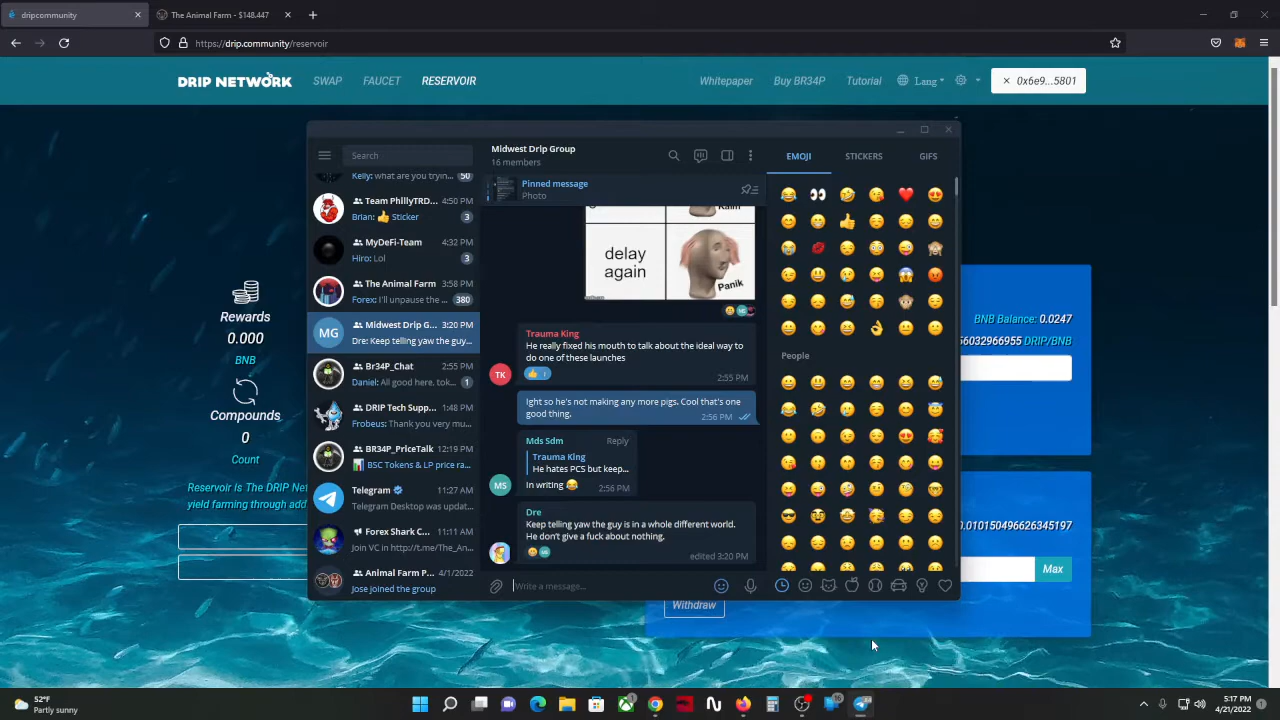 dripcommunity
The Animal Farm - $148.447
https://drip.community/reservoir
DRIP NETWORK
SWAP
FAUCET
RESERVOIR
Whitepaper
Buy BR34P
Tutorial
Lang
0x6e9...5801
Rewards
0.000
BNB
Compounds
0
Count
Reservoir Is The DRIP Net
yield farming through add
Search
Kelly: what are you tryin...
50
Team PhillyTRD...
4:50 PM
Brian: 👍 Sticker
3
MyDeFi-Team
4:32 PM
Hiro: Lol
3
The Animal Farm
3:58 PM
Forex: I'll unpause the ...
380
MG
Midwest Drip G...
3:20 PM
Dre: Keep telling yaw the guy...
Br34P_Chat
2:55 PM
Daniel: All good here. tok...
1
DRIP Tech Supp...
1:48 PM
Frobeus: Thank you very mu...
BR34P_PriceTalk
12:19 PM
📊 BSC Tokens & LP price ra...
Telegram
11:27 AM
Telegram Desktop was updat...
Forex Shark C...
11:11 AM
Join VC in http://t.me/The_An...
Animal Farm P...
4/1/2022
Jose joined the group
Midwest Drip Group
16 members
Pinned message
Photo
delay
again
Panik
Trauma King
He really fixed his mouth to talk about the ideal way to
do one of these launches
👍 1
2:55 PM
TK
Ight so he's not making any more pigs. Cool that's one
good thing.
2:56 PM
Mds Sdm
Reply
Trauma King
He hates PCS but keep...
In writing 😂
2:56 PM
MS
Dre
Keep telling yaw the guy is in a whole different world.
He don't give a fuck about nothing.
edited 3:20 PM
Write a message...
EMOJI
STICKERS
GIFS
People
BNB Balance: 0.0247
56032966955 DRIP/BNB
0.010150496626345197
Max
Withdraw
52°F
Partly sunny
5:17 PM
4/21/2022